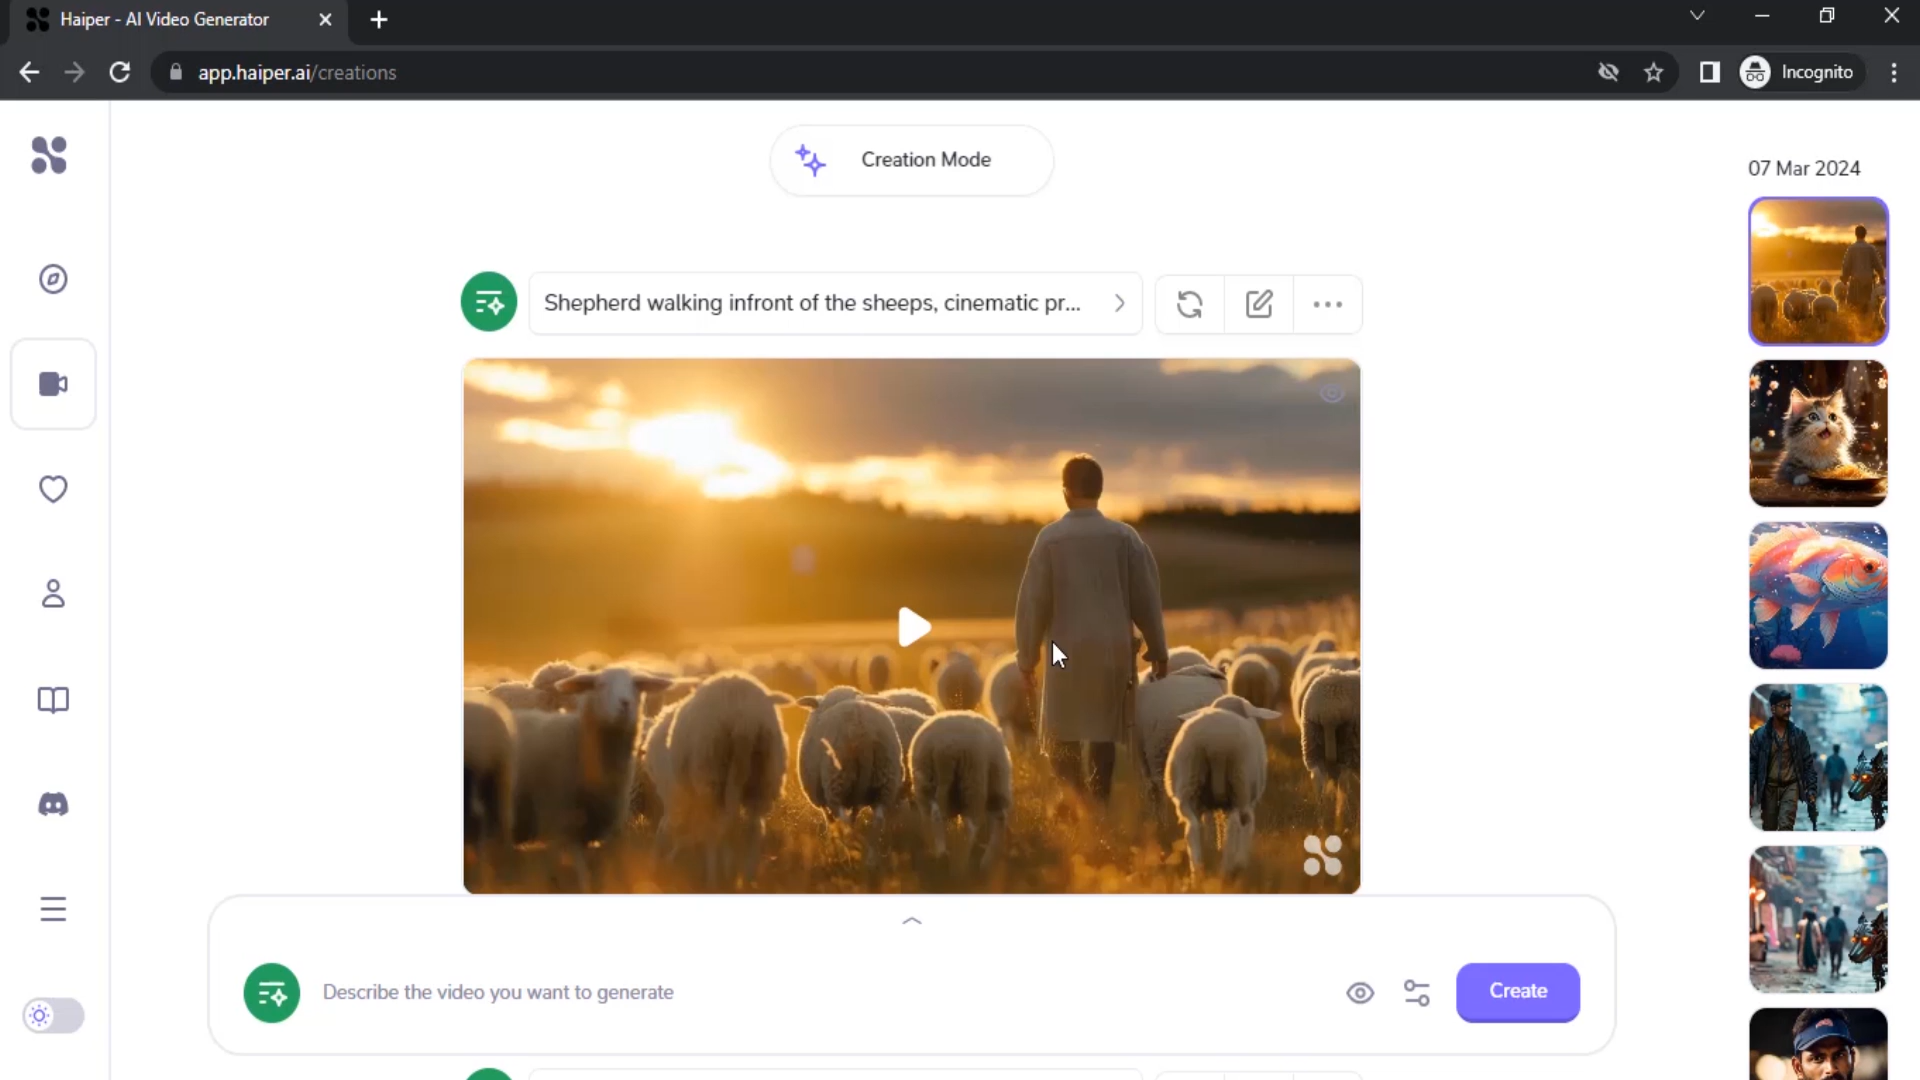 Haiper - AI Video Generator
app.haiper.ai/creations
Incognito
Creation Mode
07 Mar 2024
Shepherd walking infront of the sheeps, cinematic pr...
Describe the video you want to generate
Create